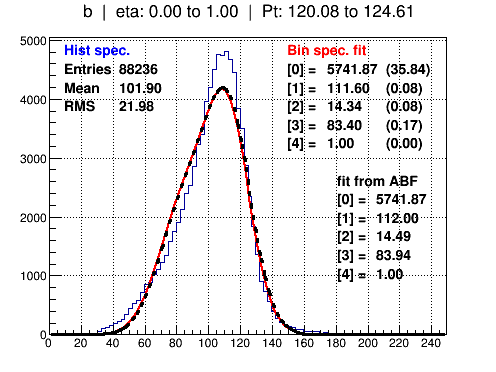 b | eta: 0.00 to 1.00 | Pt: 120.08 to 124.61
Hist spec.
Entries 88236
Mean 101.90
RMS 21.98
Bin spec. fit
[0] = 5741.87 (35.84)
[1] = 111.60 (0.08)
[2] = 14.34 (0.08)
[3] = 83.40 (0.17)
[4] = 1.00 (0.00)
fit from ABF
[0] = 5741.87
[1] = 112.00
[2] = 14.49
[3] = 83.94
[4] = 1.00
5000
4000
3000
2000
1000
0
0 20 40 60 80 100 120 140 160 180 200 220 240